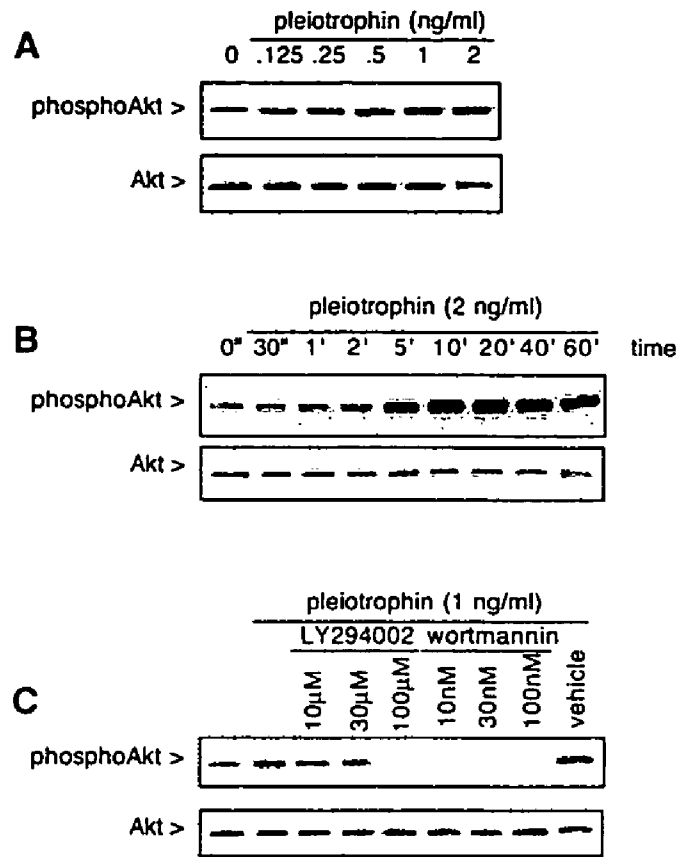 A
pleiotrophin (ng/ml)
0 .125 .25 .5 1 2
phosphoAkt >
Akt >
B
pleiotrophin (2 ng/ml)
0" 30" 1' 2' 5' 10' 20' 40' 60' time
phosphoAkt >
Akt >
C
pleiotrophin (1 ng/ml)
LY294002 wortmannin
10µM 30µM 100µM 10nM 30nM 100nM vehicle
phosphoAkt >
Akt >